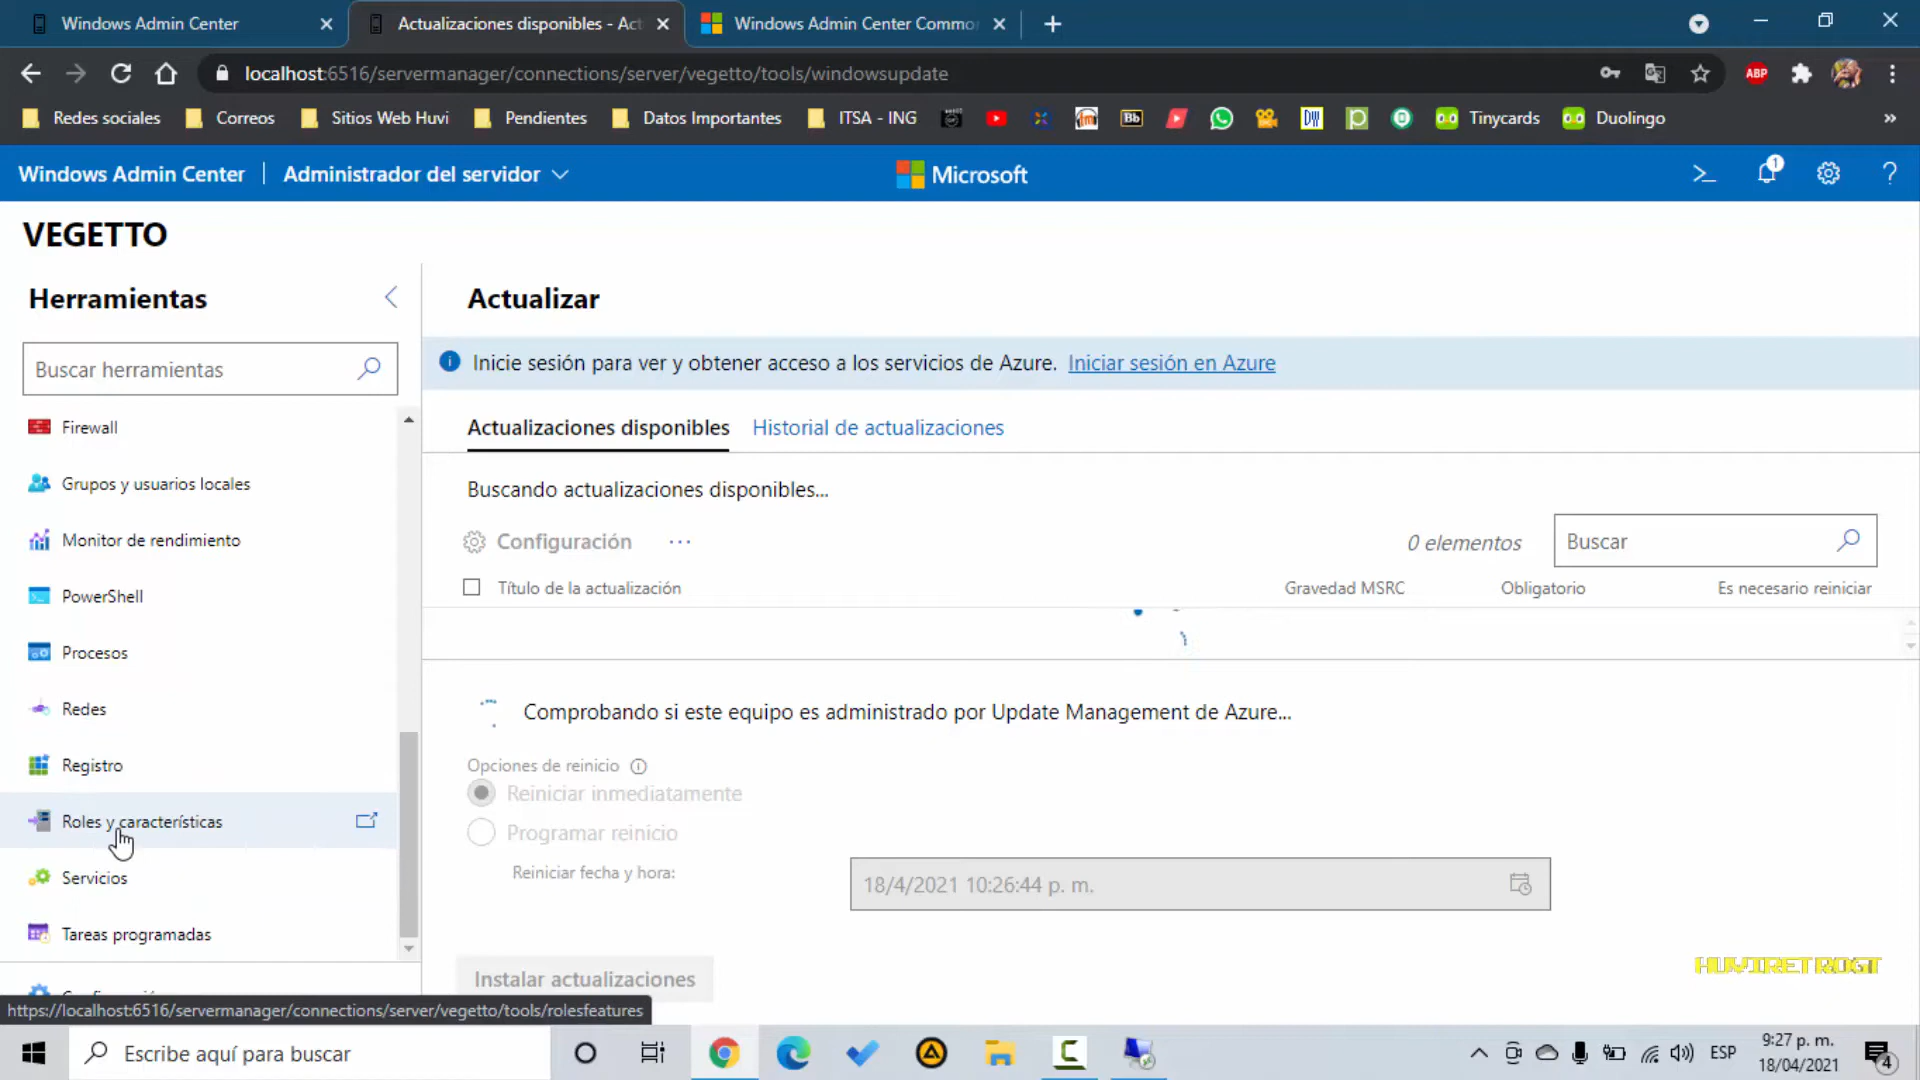 Windows Admin Center
Actualizaciones disponibles - Act
Windows Admin Center Commo
localhost:6516/servermanager/connections/server/vegetto/tools/windowsupdate
ABP
Redes sociales
Correos
Sitios Web Huvi
Pendientes
Datos Importantes
ITSA - ING
Bb
DW
Tinycards
Duolingo
»
Windows Admin Center
Administrador del servidor
Microsoft
1
?
VEGETTO
Herramientas
Buscar herramientas
Firewall
Grupos y usuarios locales
Monitor de rendimiento
PowerShell
Procesos
Redes
Registro
Roles y características
Servicios
Tareas programadas
Actualizar
Inicie sesión para ver y obtener acceso a los servicios de Azure. Iniciar sesión en Azure
Actualizaciones disponibles
Historial de actualizaciones
Buscando actualizaciones disponibles...
Configuración
...
0 elementos
Buscar
Título de la actualización
Gravedad MSRC
Obligatorio
Es necesario reiniciar
Comprobando si este equipo es administrado por Update Management de Azure...
Opciones de reinicio
Reiniciar inmediatamente
Programar reinicio
Reiniciar fecha y hora:
18/4/2021 10:26:44 p. m.
Instalar actualizaciones
HUVIRETROGT
https://localhost:6516/servermanager/connections/server/vegetto/tools/rolesfeatures
Escribe aquí para buscar
ESP
9:27 p. m.
18/04/2021
4